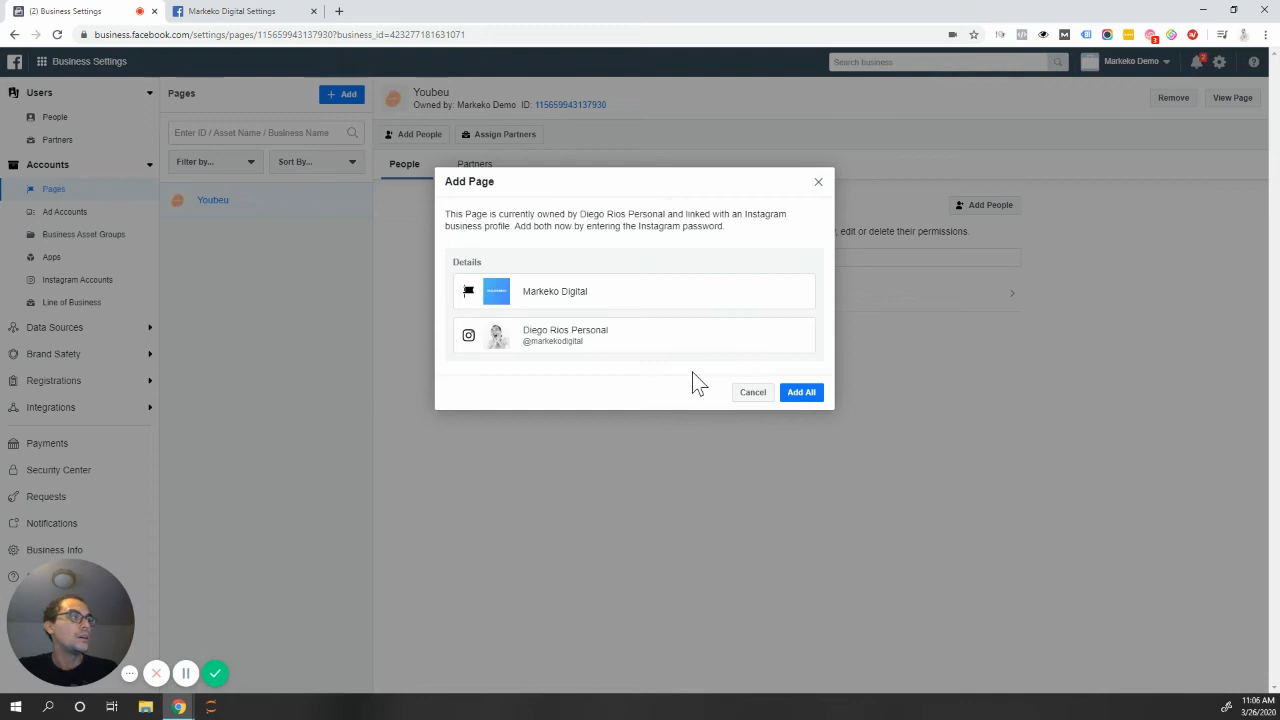 (2) Business Settings
Markeko Digital Settings
business.facebook.com/settings/pages/115659943137930?business_id=423277181631071
3
Business Settings
Search business
Markeko Demo
2
Users
People
Partners
Accounts
Pages
Ad Accounts
Business Asset Groups
Apps
Instagram Accounts
Line of Business
Data Sources
Brand Safety
Registrations
Integrations
Payments
Security Center
Requests
Notifications
Business Info
Pages
Add
Enter ID / Asset Name / Business Name
Filter by...
Sort By...
Youbeu
Youbeu
Owned by: Markeko Demo ID: 115659943137930
Remove
View Page
Add People
Assign Partners
People
Partners
Add People
, edit or delete their permissions.
Add Page
This Page is currently owned by Diego Rios Personal and linked with an Instagram
business profile. Add both now by entering the Instagram password.
Details
Markeko Digital
Diego Rios Personal
@markekodigital
Cancel
Add All
11:06 AM
3/26/2020